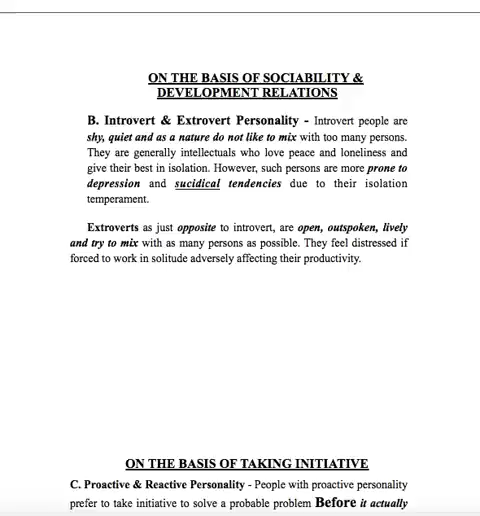 ON THE BASIS OF SOCIABILITY &
DEVELOPMENT RELATIONS
B. Introvert & Extrovert Personality - Introvert people are
shy, quiet and as a nature do not like to mix with too many persons.
They are generally intellectuals who love peace and loneliness and
give their best in isolation. However, such persons are more prone to
depression and sucidical tendencies due to their isolation
temperament.
Extroverts as just opposite to introvert, are open, outspoken, lively
and try to mix with as many persons as possible. They feel distressed if
forced to work in solitude adversely affecting their productivity.
ON THE BASIS OF TAKING INITIATIVE
C. Proactive & Reactive Personality - People with proactive personality
prefer to take initiative to solve a probable problem Before it actually